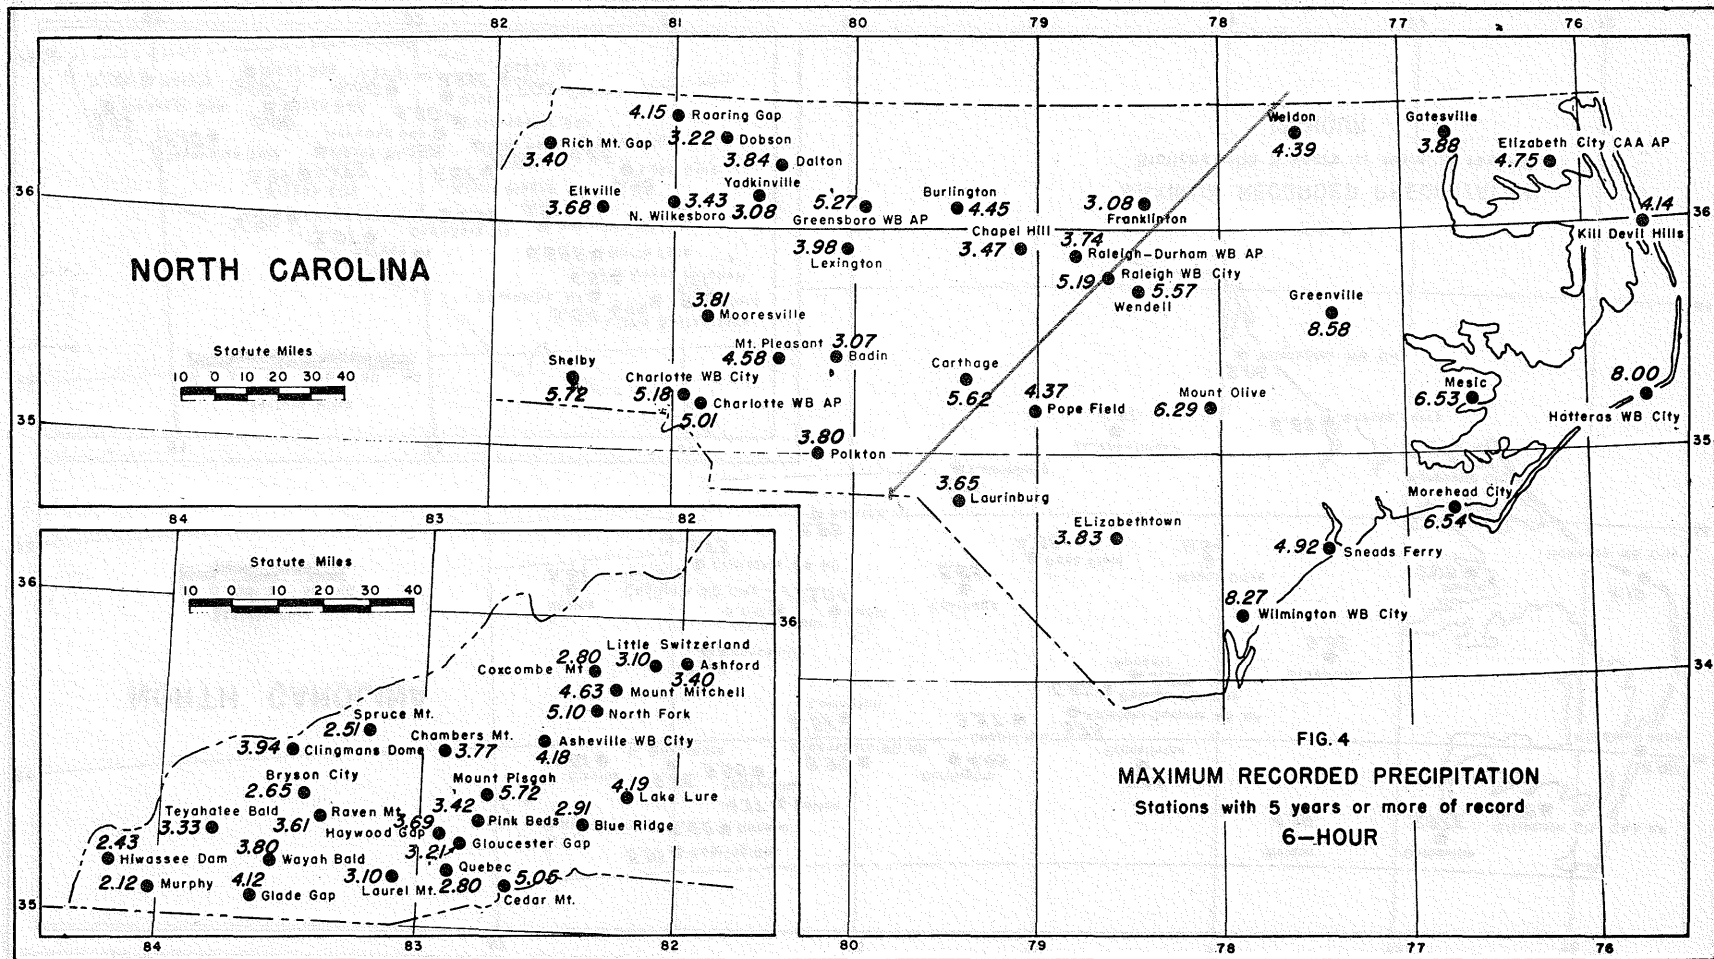 82 81 80 79 78 77 76
4.15 Roaring Gap
Rich Mt. Gap
3.40
3.22 Dobson
3.84 Dalton
Weldon
4.39
Gatesville
3.88
Elizabeth City CAA AP
4.75
36
Elkville
3.68
3.43
N. Wilkesboro
Yadkinville
3.08
5.27
Greensboro WB AP
Burlington
4.45
3.08
Franklinton
4.14
Kill Devil Hills
36
NORTH CAROLINA
3.98
Lexington
Chapel Hill
3.47
3.74
Raleigh-Durham WB AP
5.19 Raleigh WB City
5.57
Wendell
3.81
Mooresville
Greenville
8.58
Statute Miles
10 0 10 20 30 40
Shelby
5.72
Mt. Pleasant
4.58
3.07
Badin
Charlotte WB City
5.18
Charlotte WB AP
5.01
Carthage
5.62
4.37
Pope Field
Mount Olive
6.29
Mesic
6.53
8.00
Hatteras WB City
35
3.80
Polkton
35
3.65
Laurinburg
Morehead City
6.54
ELizabethtown
3.83
4.92
Sneads Ferry
8.27
Wilmington WB City
34
84 83 82
Statute Miles
10 0 10 20 30 40
36
36
Little Switzerland
3.10
2.80
Coxcombe Mt
Ashford
3.40
4.63 Mount Mitchell
5.10 North Fork
Spruce Mt.
2.51
Chambers Mt.
3.77
Asheville WB City
4.18
3.94 Clingmans Dome
Bryson City
2.65
Mount Pisgah
5.72
4.19
Lake Lure
Teyahatee Bald
3.33
Raven Mt.
3.61
Haywood Gap
3.69
3.42
Pink Beds
2.91
Blue Ridge
2.43
Hiwassee Dam
3.80
Wayah Bald
3.21 Gloucester Gap
2.12 Murphy
4.12
Glade Gap
3.10
Laurel Mt.
Quebec
2.80
5.05
Cedar Mt.
35
84 83 82
FIG. 4
MAXIMUM RECORDED PRECIPITATION
Stations with 5 years or more of record
6-HOUR
80 79 78 77 76